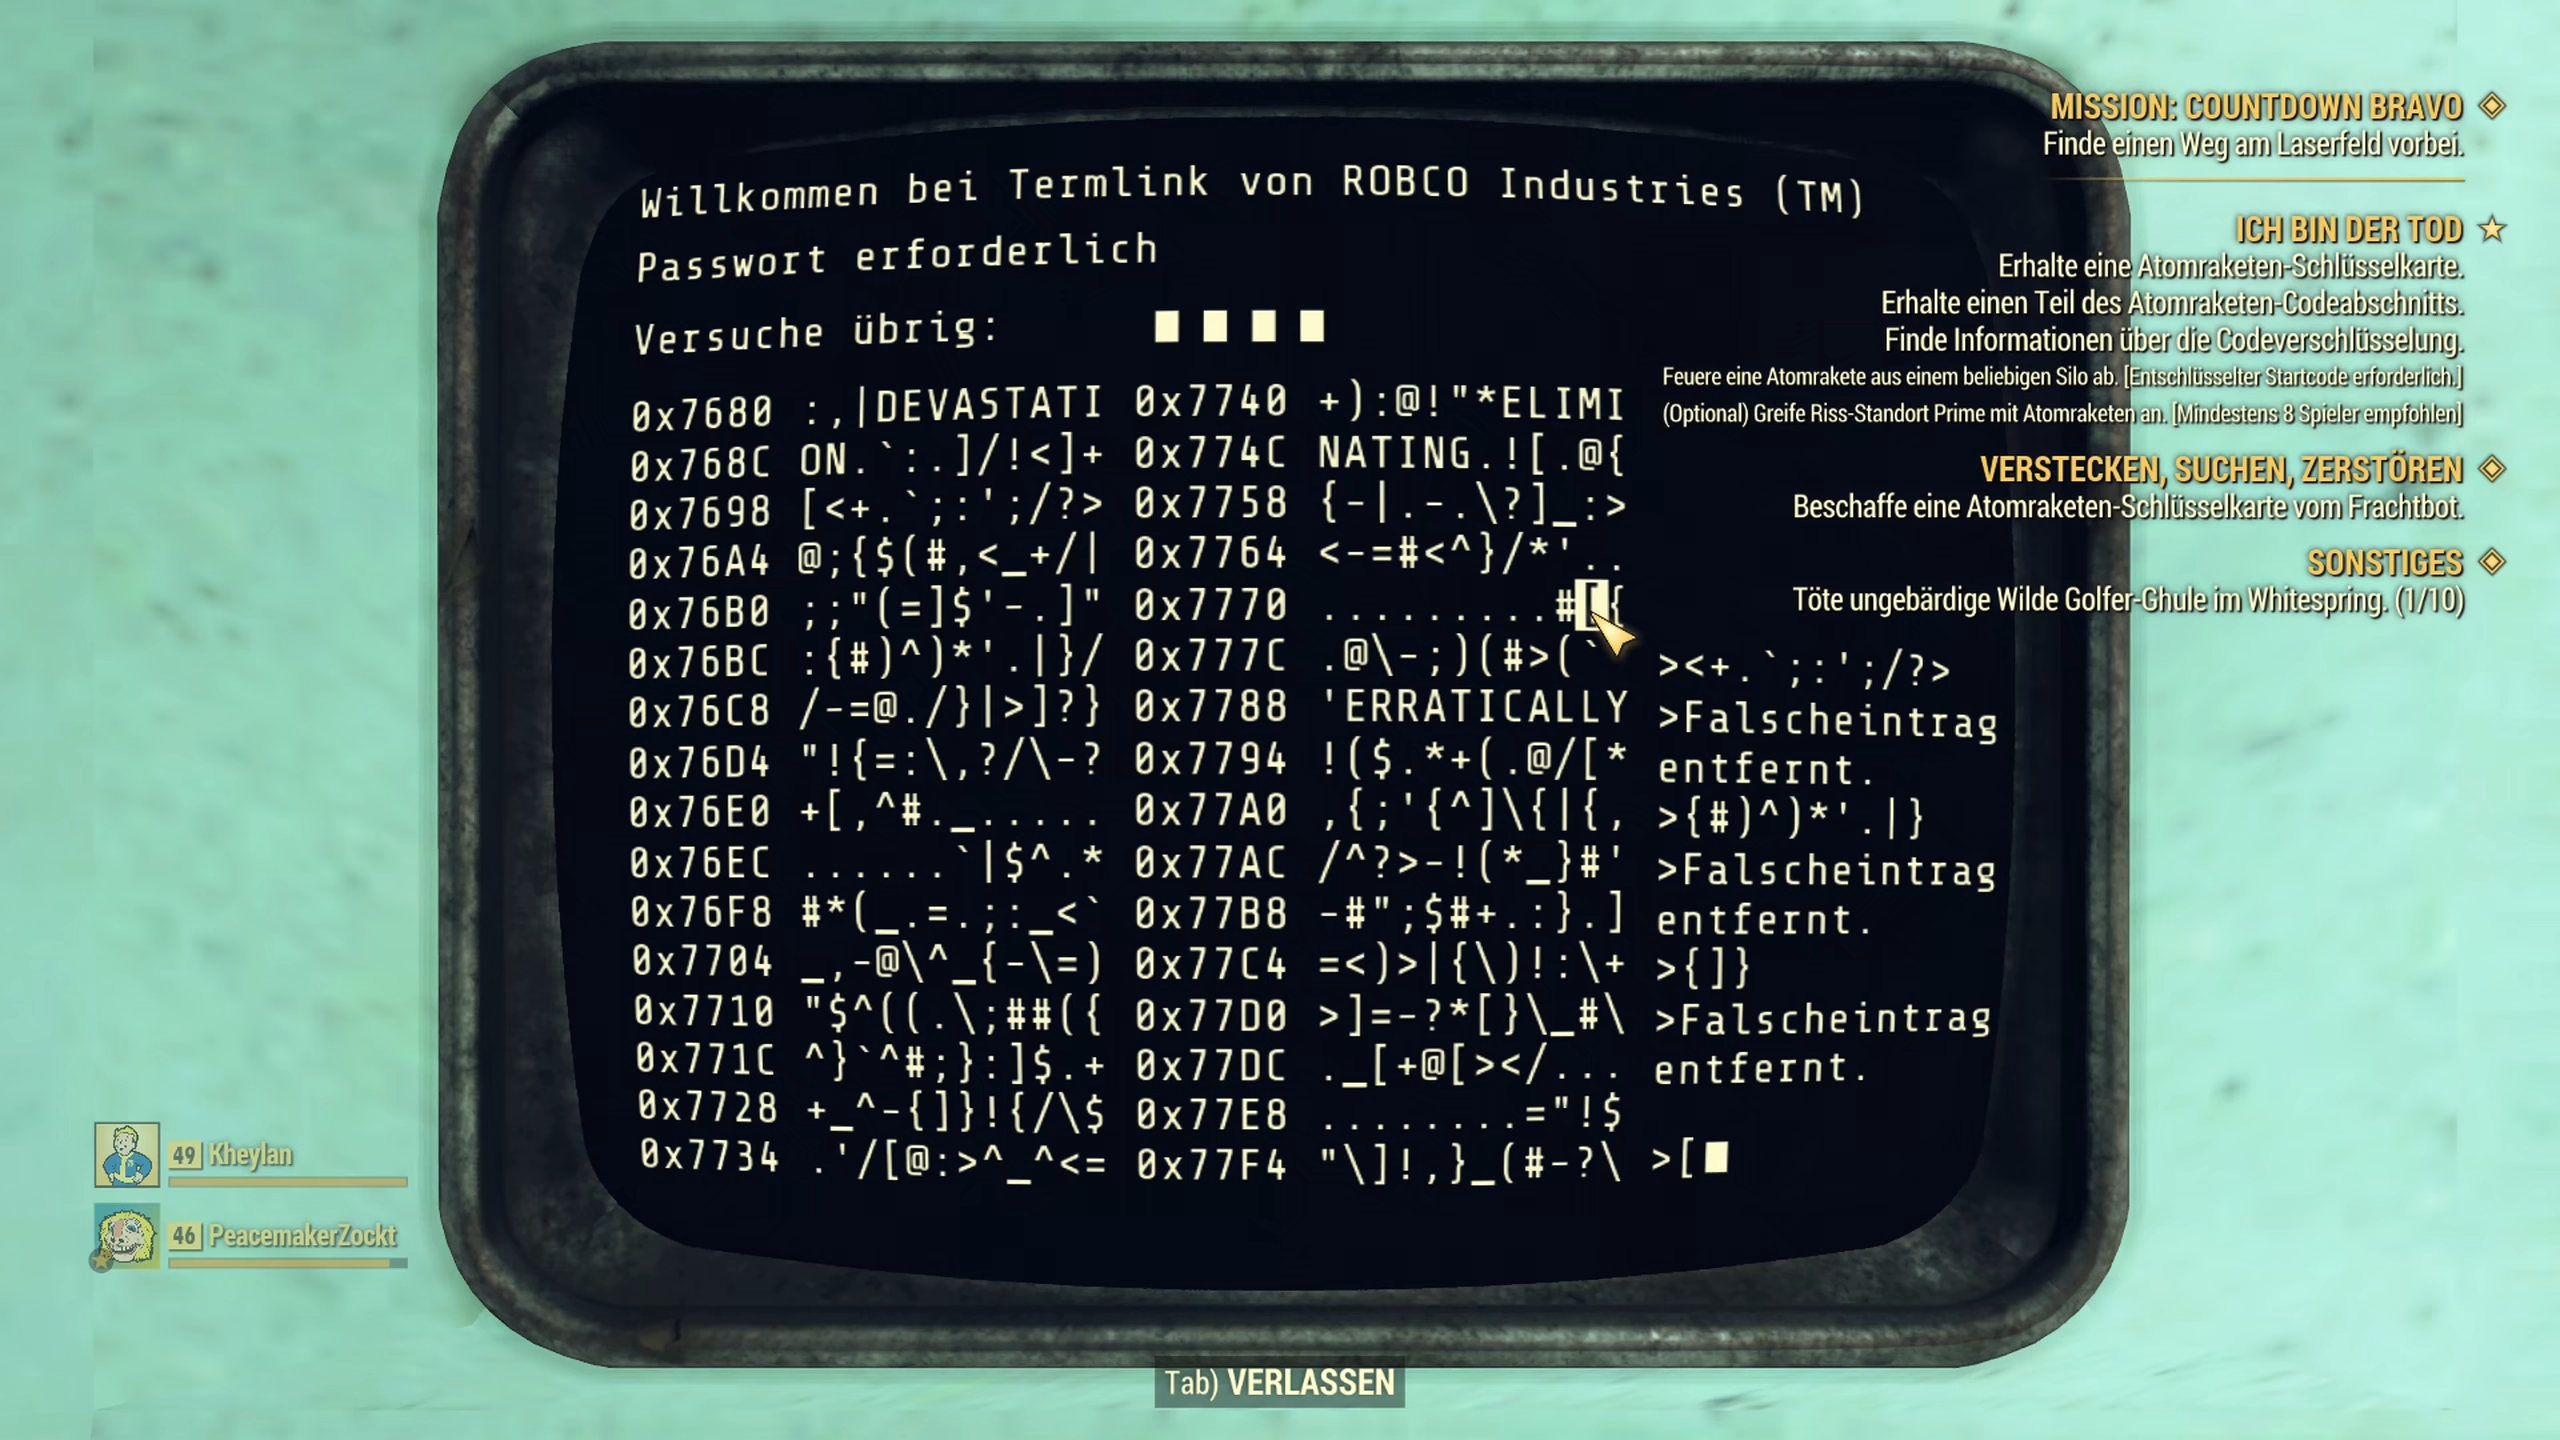 Willkommen bei Termlink von ROBCO Industries (TM)
Passwort erforderlich
Versuche übrig: ■ ■ ■ ■
0x7680 :,|DEVASTATI 0x7740 +):@!"*ELIMI
0x768C ON.`:.]/!<]+ 0x774C NATING.![.@{
0x7698 [<+.`;:';/?> 0x7758 {-|.-.\?]_:>
0x76A4 @;{$(#,<_+/| 0x7764 <-=#<^}/*'..
0x76B0 ;;"(=]$'-.]" 0x7770 .........#[{
0x76BC :{#)^)*'.|}/ 0x777C .@\-;)(#>(`
0x76C8 /-=@./}|>]?} 0x7788 'ERRATICALLY
0x76D4 "!{=:\,?/\-? 0x7794 !($.*+(.@/[*
0x76E0 +[,^#._..... 0x77A0 ,{;'{^]\{|{,
0x76EC ......`|$^.* 0x77AC /^?>-!(*_}#'
0x76F8 #*(_.=.;:_<` 0x77B8 -#";$#+.:}.]
0x7704 _,-@\^_{-\=) 0x77C4 =<)>|{\)!:\+
0x7710 "$^((.\;##({ 0x77D0 >]=-?*[}\_#\
0x771C ^}`^#;}:]$.+ 0x77DC ._[+@[></...
0x7728 +_^-{]}!{/\$ 0x77E8 ........="!$
0x7734 .'/[@:>^_^<= 0x77F4 "\]!,}_(#-?\
><+.`;:';/?>
>Falscheintrag
entfernt.
>{#)^)*'.|}
>Falscheintrag
entfernt.
>{]}
>Falscheintrag
entfernt.
>[■
MISSION: COUNTDOWN BRAVO
Finde einen Weg am Laserfeld vorbei.
ICH BIN DER TOD
Erhalte eine Atomraketen-Schlüsselkarte.
Erhalte einen Teil des Atomraketen-Codeabschnitts.
Finde Informationen über die Codeverschlüsselung.
Feuere eine Atomrakete aus einem beliebigen Silo ab. [Entschlüsselter Startcode erforderlich.]
(Optional) Greife Riss-Standort Prime mit Atomraketen an. [Mindestens 8 Spieler empfohlen]
VERSTECKEN, SUCHEN, ZERSTÖREN
Beschaffe eine Atomraketen-Schlüsselkarte vom Frachtbot.
SONSTIGES
Töte ungebärdige Wilde Golfer-Ghule im Whitespring. (1/10)
49 Kheylan
46 PeacemakerZockt
Tab) VERLASSEN